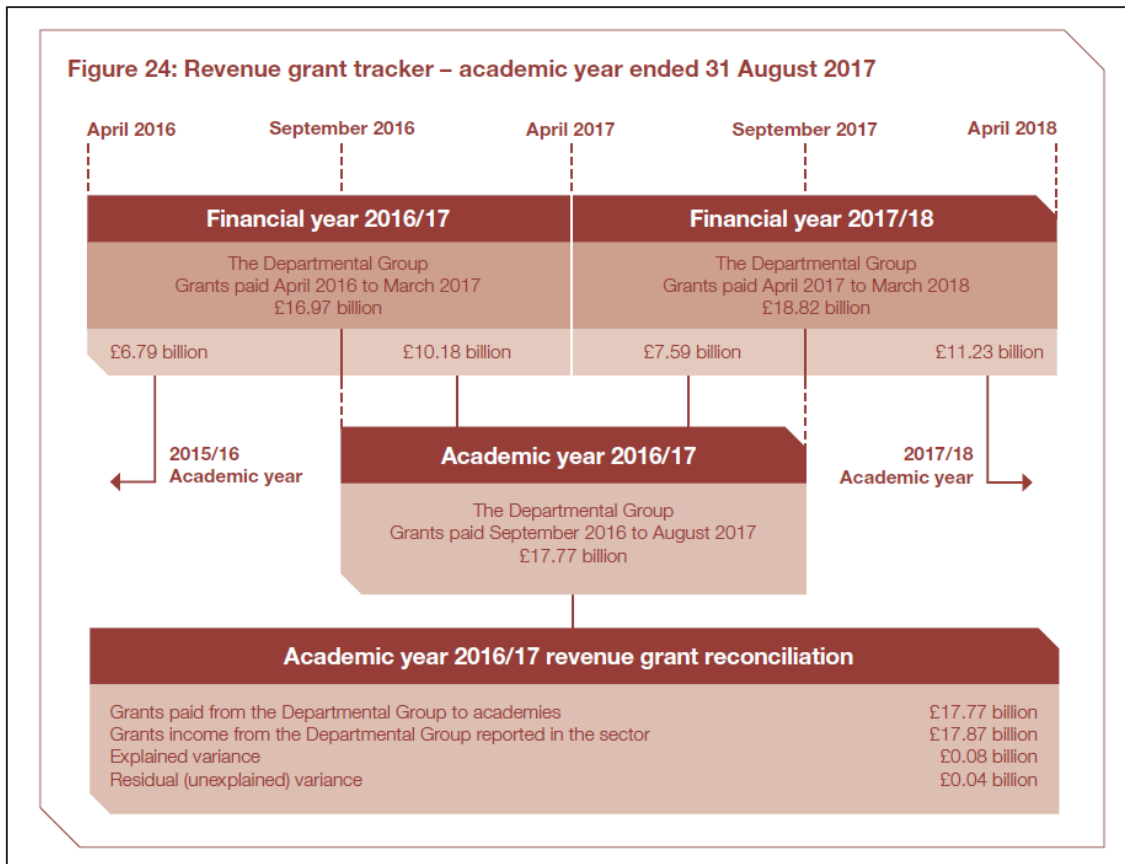 Figure 24: Revenue grant tracker – academic year ended 31 August 2017
April 2016
September 2016
April 2017
September 2017
April 2018
Financial year 2016/17
The Departmental Group
Grants paid April 2016 to March 2017
£16.97 billion
£6.79 billion
£10.18 billion
Financial year 2017/18
The Departmental Group
Grants paid April 2017 to March 2018
£18.82 billion
£7.59 billion
£11.23 billion
2015/16
Academic year
Academic year 2016/17
The Departmental Group
Grants paid September 2016 to August 2017
£17.77 billion
2017/18
Academic year
Academic year 2016/17 revenue grant reconciliation
Grants paid from the Departmental Group to academies £17.77 billion
Grants income from the Departmental Group reported in the sector £17.87 billion
Explained variance £0.08 billion
Residual (unexplained) variance £0.04 billion